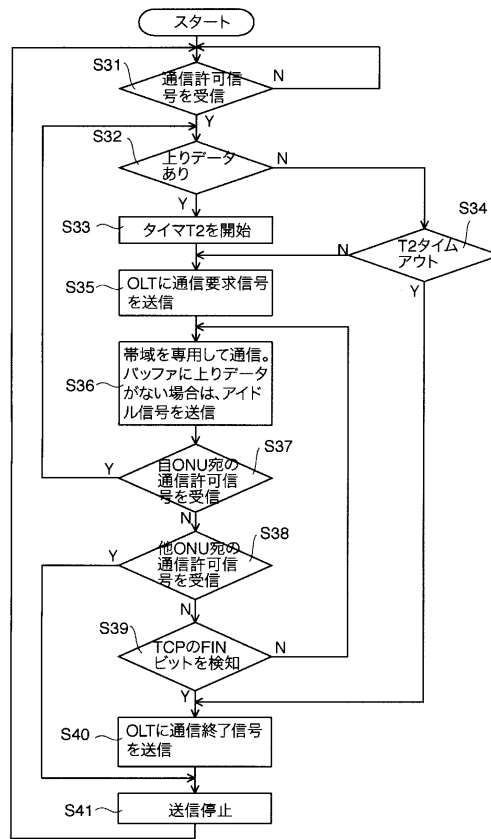 スタート
S31
通信許可信
号を受信
N
Y
S32
上りデータ
あり
N
Y
S33
タイマT2を開始
S34
T2タイム
アウト
N
Y
S35
OLTに通信要求信号
を送信
S36
帯域を専用して通信。
バッファに上りデータ
がない場合は、アイド
ル信号を送信
S37
自ONU宛の
通信許可信
号を受信
Y
N
S38
他ONU宛の
通信許可信
号を受信
Y
N
S39
TCPのFIN
ビットを検知
N
Y
S40
OLTに通信終了信号
を送信
S41
送信停止